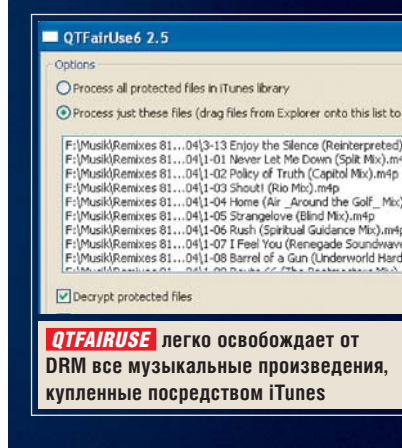 QTFairUse6 2.5
Options
Process all protected files in iTunes library
Process just these files (drag files from Explorer onto this list to
F:\Musik\Remixes 81...04\3-13 Enjoy the Silence (Reinterpreted)
F:\Musik\Remixes 81...04\1-01 Never Let Me Down (Split Mix).m4
F:\Musik\Remixes 81...04\1-02 Policy of Truth (Capitol Mix).m4p
F:\Musik\Remixes 81...04\1-03 Shout! (Rio Mix).m4p
F:\Musik\Remixes 81...04\1-04 Home (Air _Around the Golf_ Mix)
F:\Musik\Remixes 81...04\1-05 Strangelove (Blind Mix).m4p
F:\Musik\Remixes 81...04\1-06 Rush (Spiritual Guidance Mix).m4p
F:\Musik\Remixes 81...04\1-07 I Feel You (Renegade Soundwave
F:\Musik\Remixes 81...04\1-08 Barrel of a Gun (Underworld Hard
Decrypt protected files
QTFAIRUSE легко освобождает от
DRM все музыкальные произведения,
купленные посредством iTunes